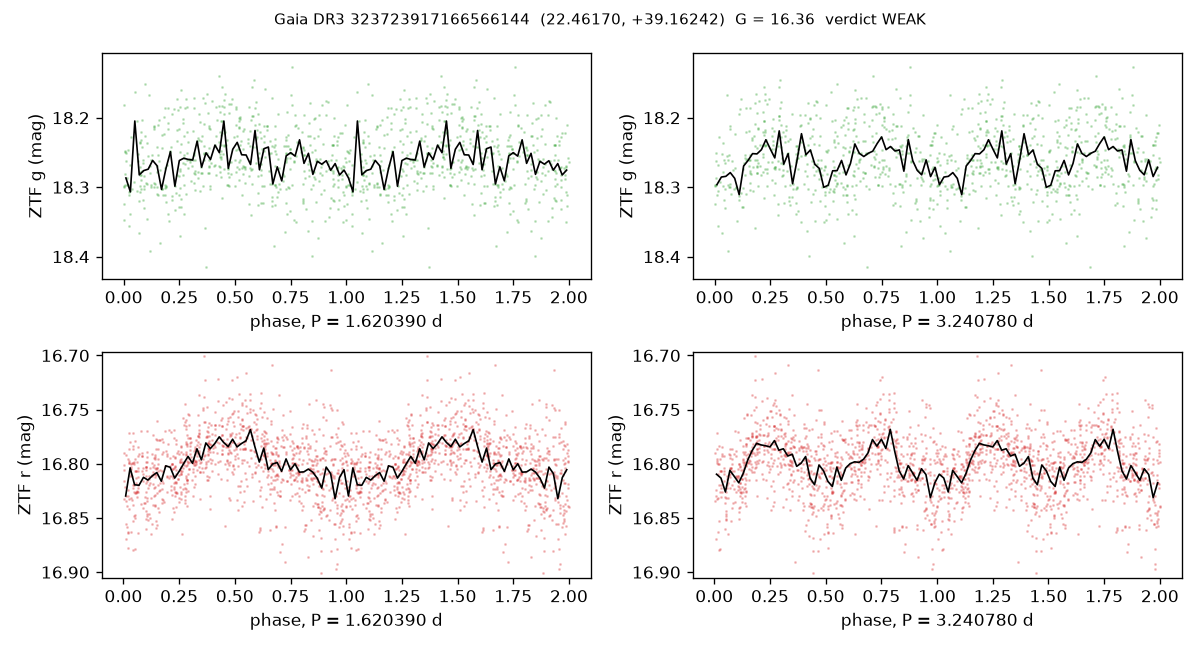 Gaia DR3 323723917166566144  (22.46170, +39.16242)  G = 16.36  verdict WEAK
ZTF g (mag)
18.2
18.3
18.4
0.00 0.25 0.50 0.75 1.00 1.25 1.50 1.75 2.00
phase, P = 1.620390 d
ZTF g (mag)
18.2
18.3
18.4
0.00 0.25 0.50 0.75 1.00 1.25 1.50 1.75 2.00
phase, P = 3.240780 d
ZTF r (mag)
16.70
16.75
16.80
16.85
16.90
0.00 0.25 0.50 0.75 1.00 1.25 1.50 1.75 2.00
phase, P = 1.620390 d
ZTF r (mag)
16.70
16.75
16.80
16.85
16.90
0.00 0.25 0.50 0.75 1.00 1.25 1.50 1.75 2.00
phase, P = 3.240780 d